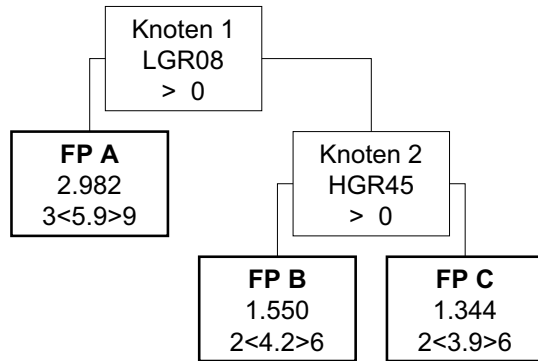 Knoten 1
LGR08
> 0
FP A
2.982
3<5.9>9
Knoten 2
HGR45
> 0
FP B
1.550
2<4.2>6
FP C
1.344
2<3.9>6